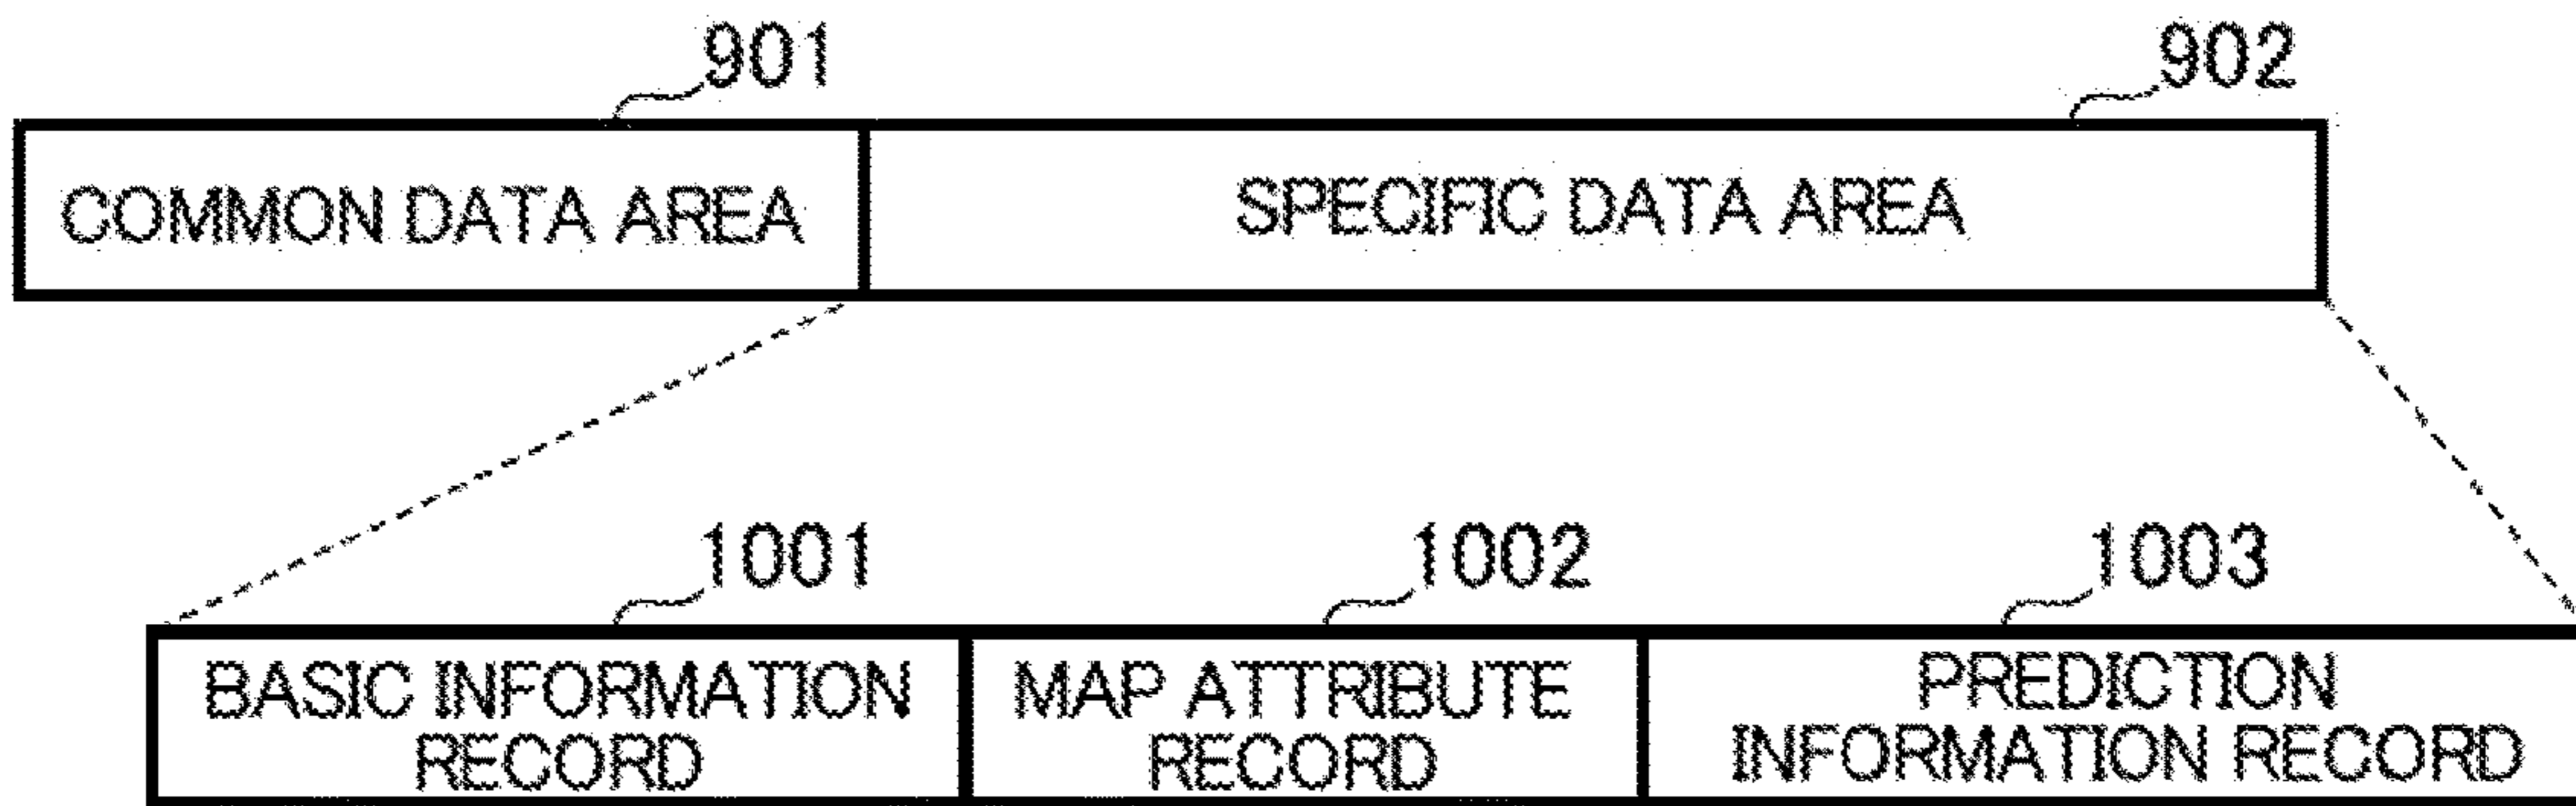 901 902
COMMON DATA AREA SPECIFIC DATA AREA
1001 1002 1003
BASIC INFORMATION
RECORD
MAP ATTRIBUTE
RECORD
PREDICTION
INFORMATION RECORD